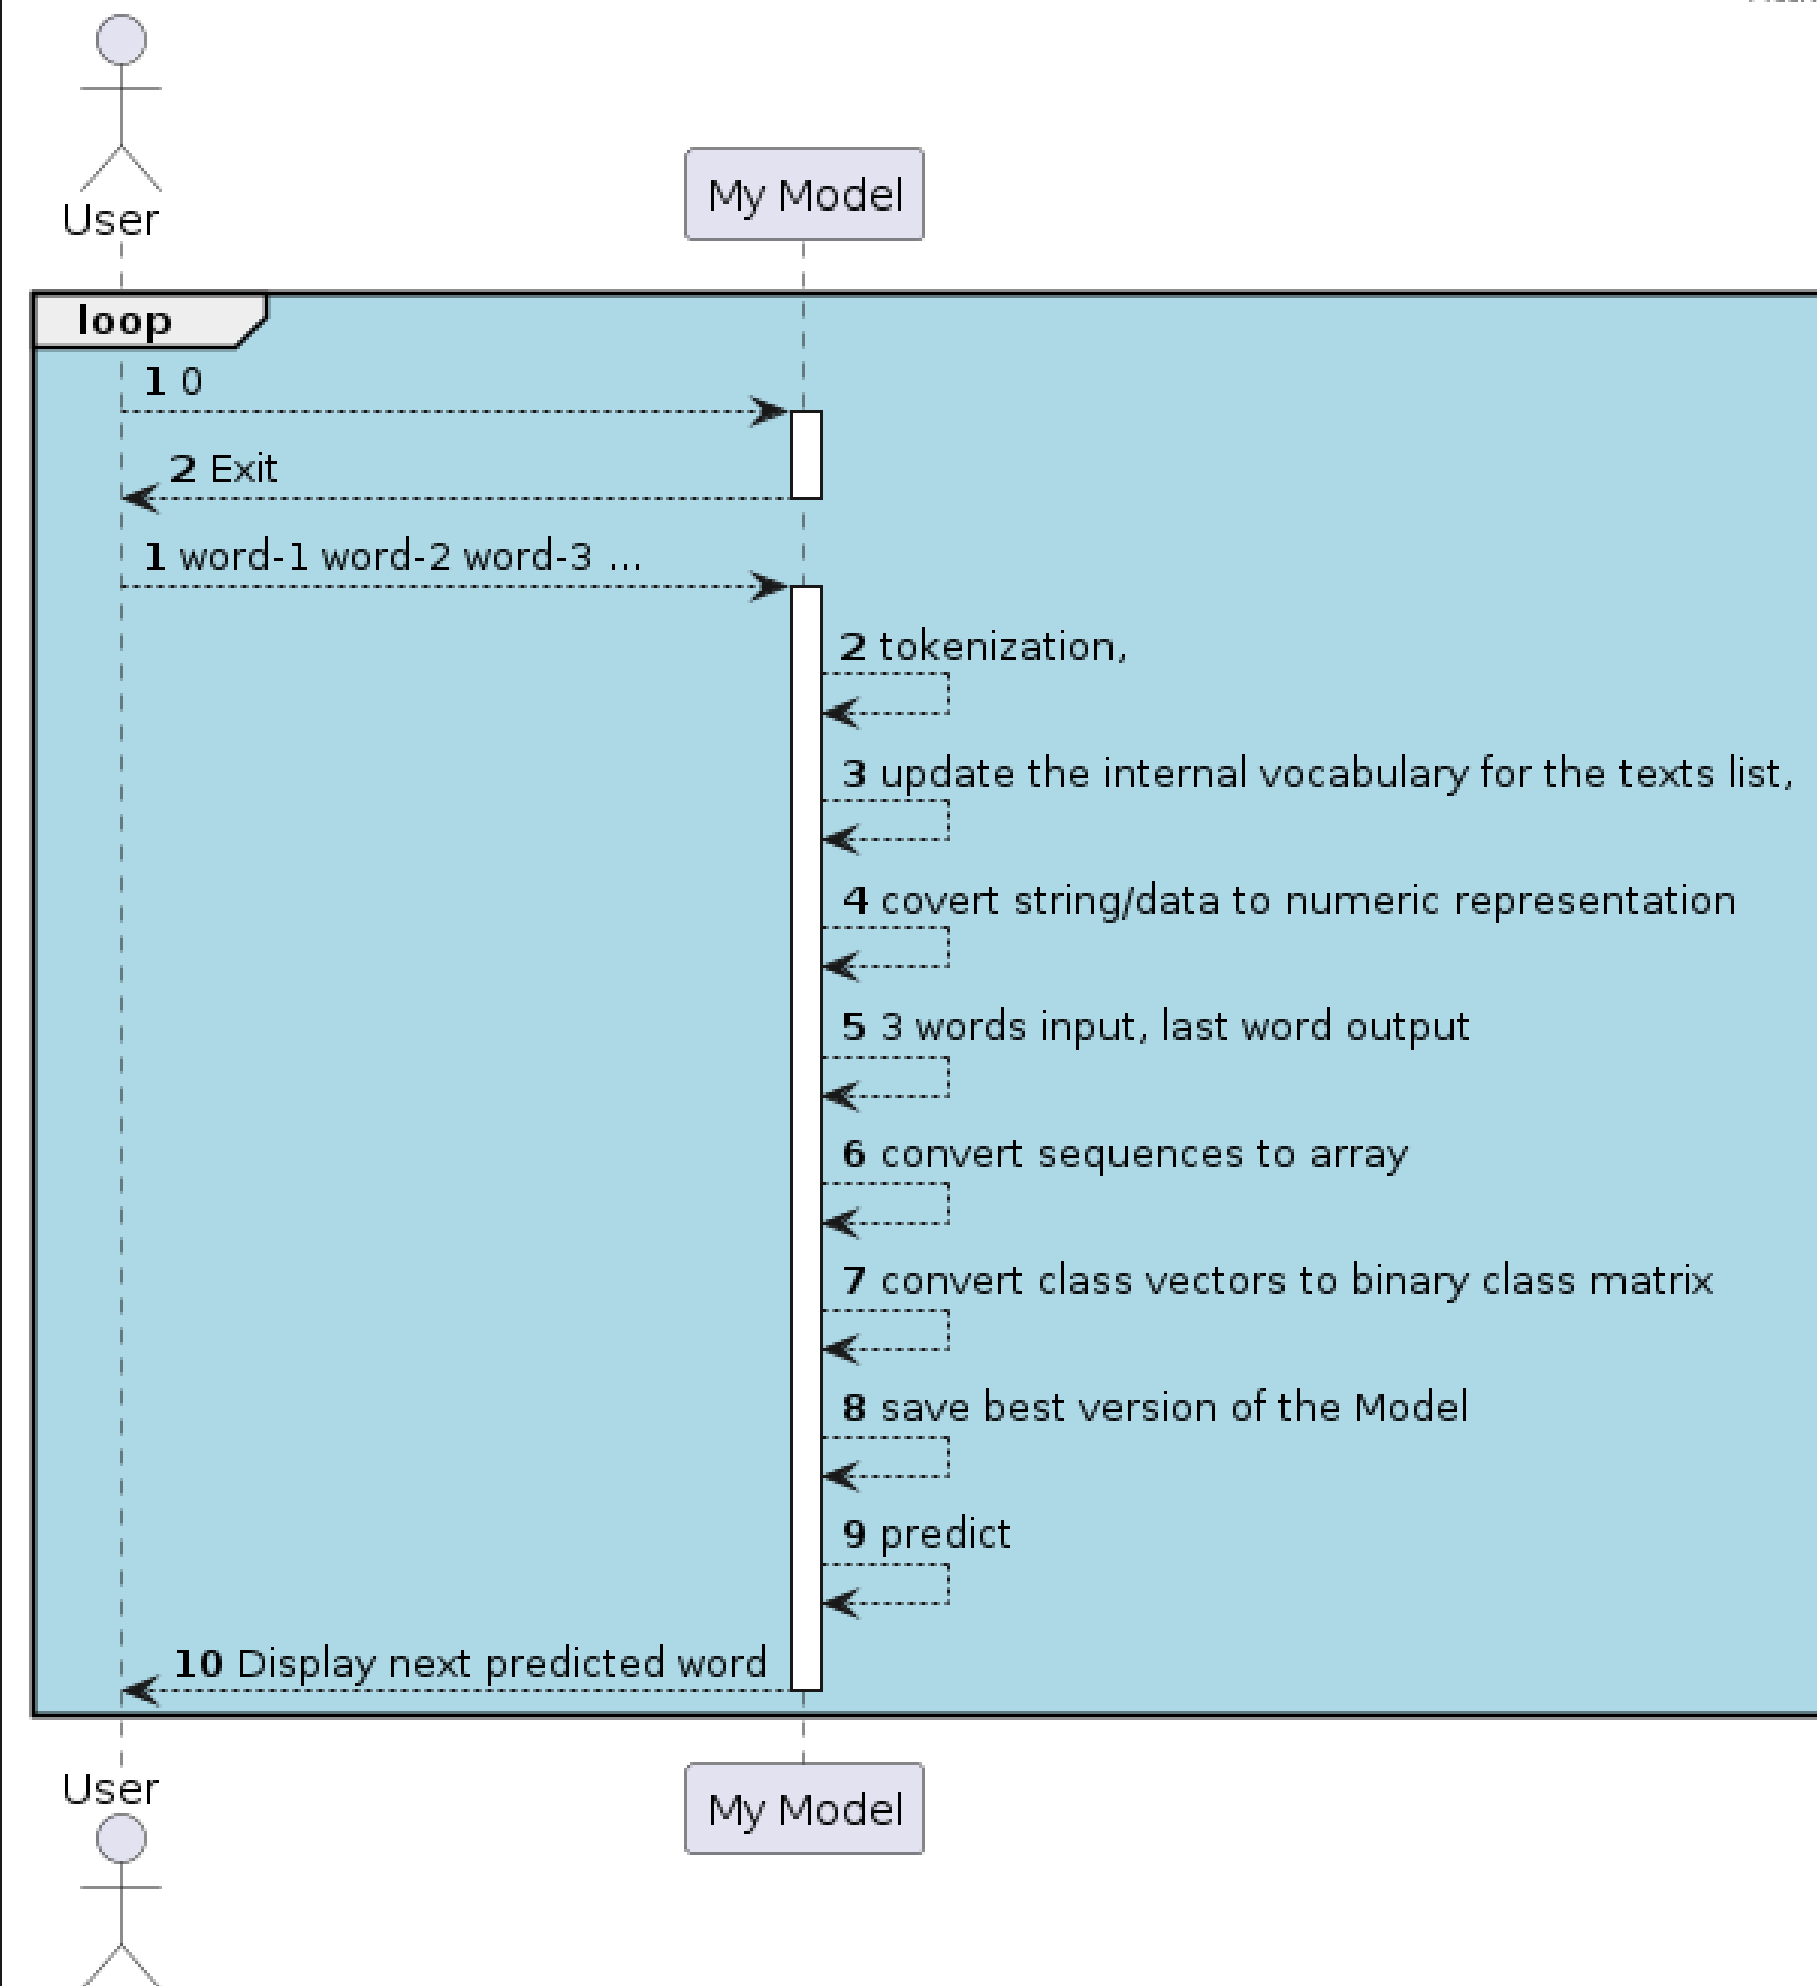 User
My Model
loop
1 0
2 Exit
1 word-1 word-2 word-3 ...
2 tokenization,
3 update the internal vocabulary for the texts list,
4 covert string/data to numeric representation
5 3 words input, last word output
6 convert sequences to array
7 convert class vectors to binary class matrix
8 save best version of the Model
9 predict
10 Display next predicted word
User
My Model